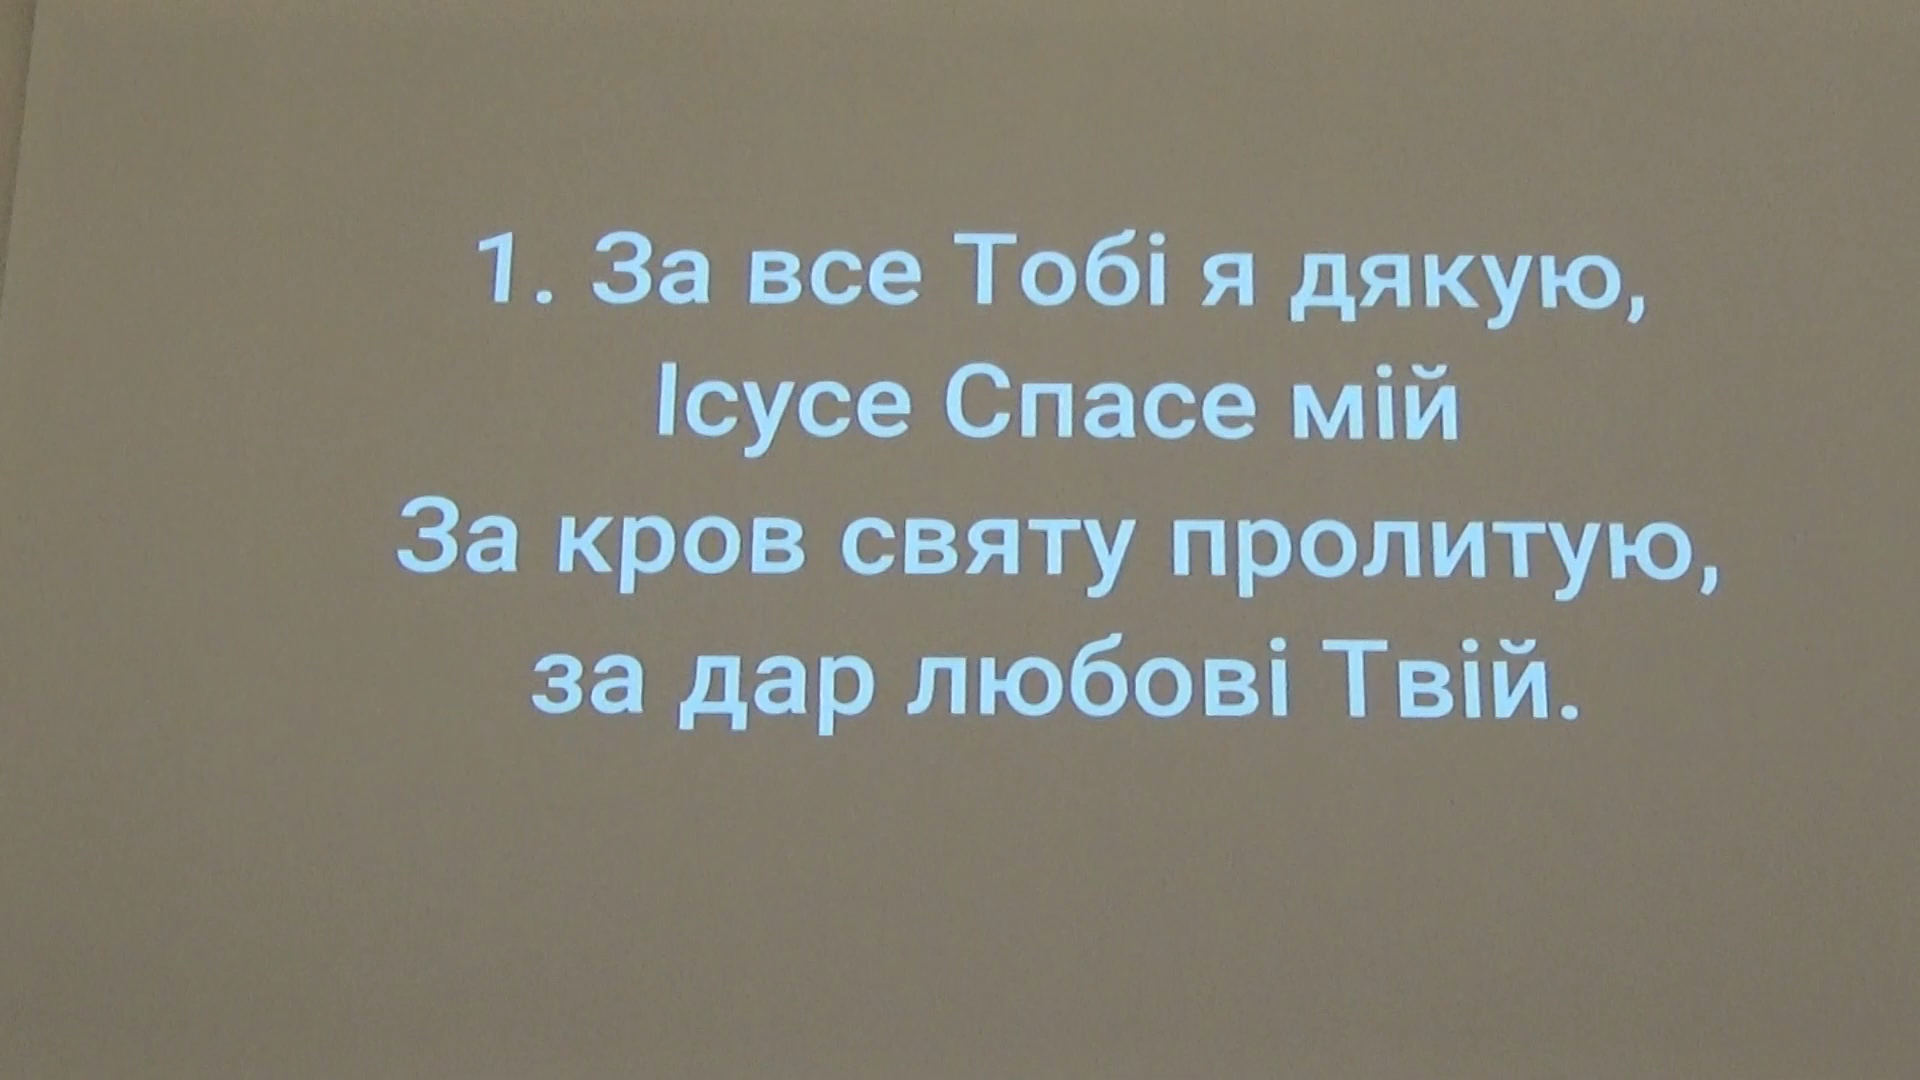 1. За все Тобі я дякую,
Ісусе Спасе мій
За кров святу пролитую,
за дар любові Твій.